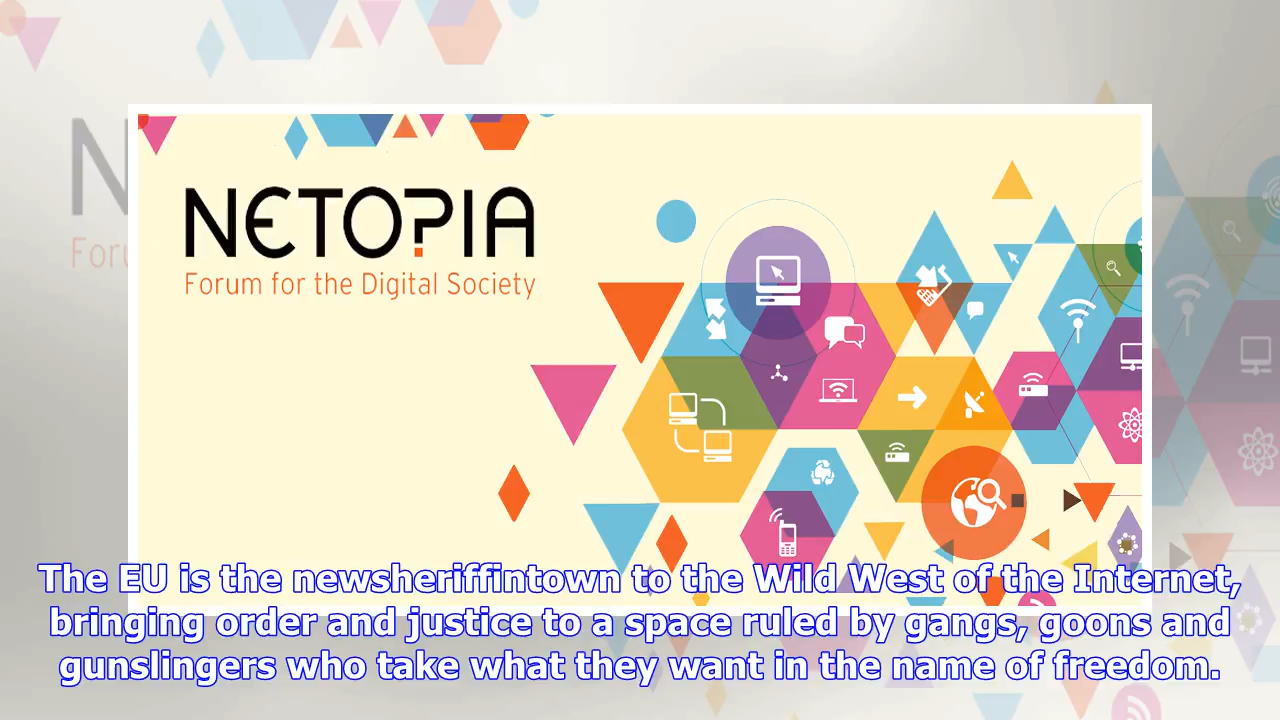 NETOPIA
Forum for the Digital Society
The EU is the newsheriffintown to the Wild West of the Internet,
bringing order and justice to a space ruled by gangs, goons and
gunslingers who take what they want in the name of freedom.